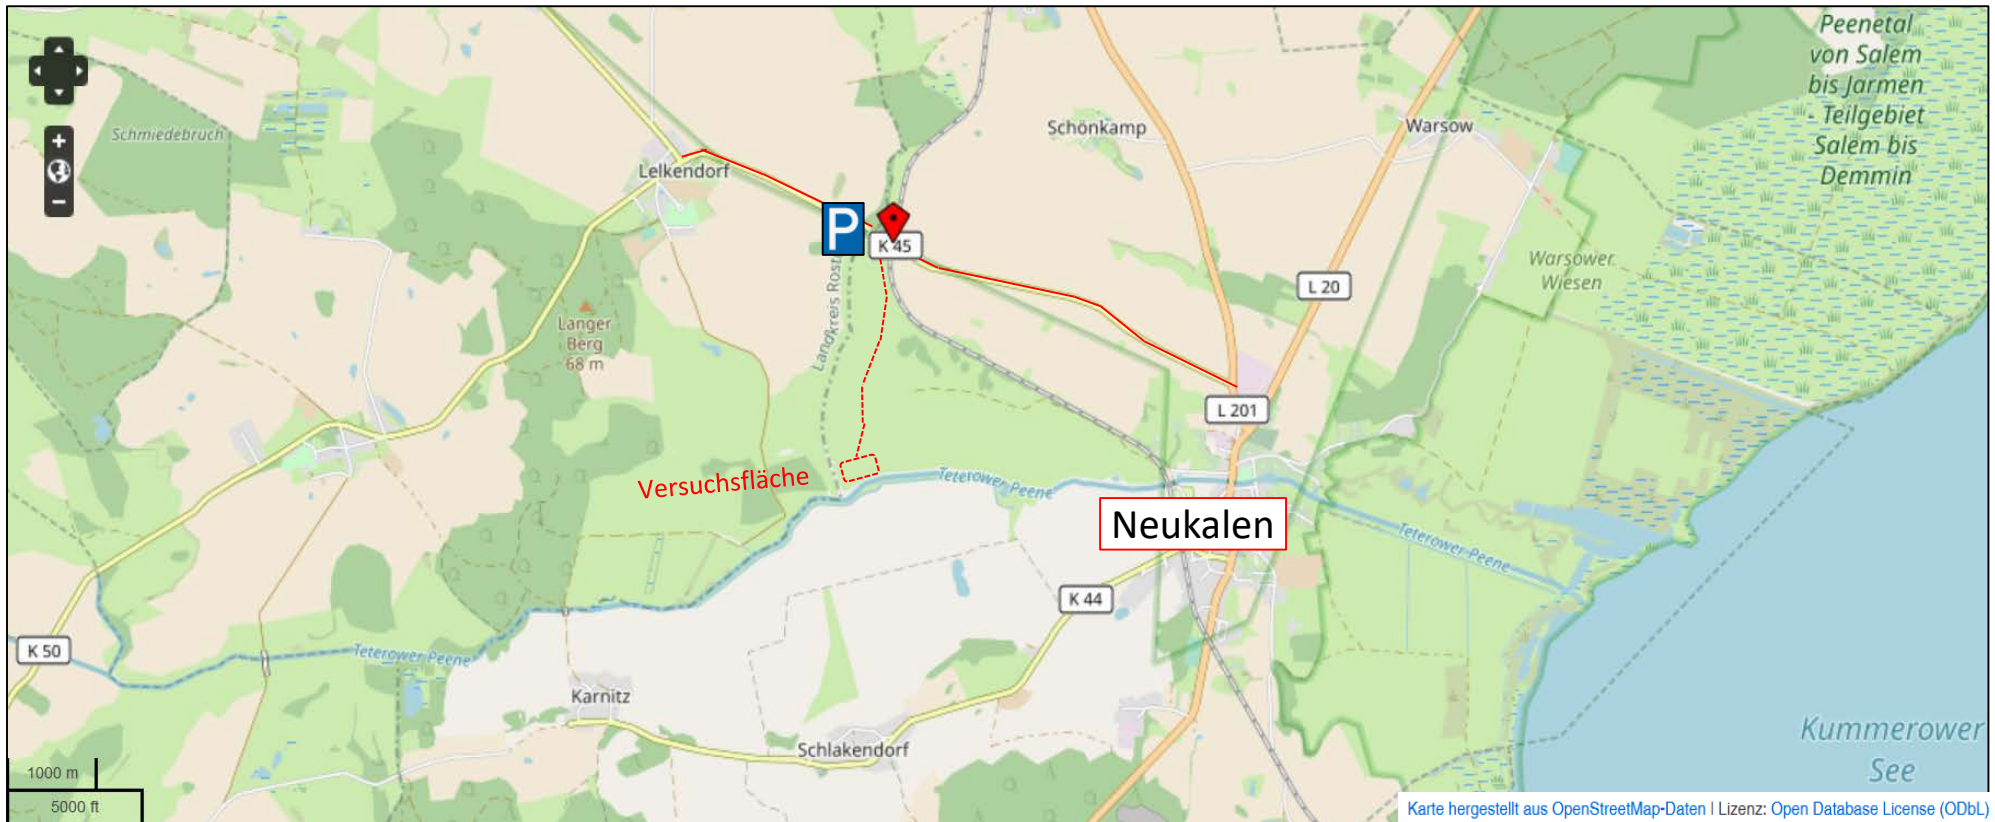 Peenetal
von Salem
bis Jarmen
- Teilgebiet
Salem bis
Demmin
Schmiedebruch
Schönkamp
Warsow
Lelkendorf
P
K 45
Warsower
Wiesen
L 20
Landkreis Rost
Langer
Berg
68 m
L 201
Versuchsfläche
Teterower Peene
Neukalen
Teterower Peene
K 44
K 50
Teterower Peene
Karnitz
Schlakendorf
Kummerower
See
1000 m
5000 ft
Karte hergestellt aus OpenStreetMap-Daten | Lizenz: Open Database License (ODbL)